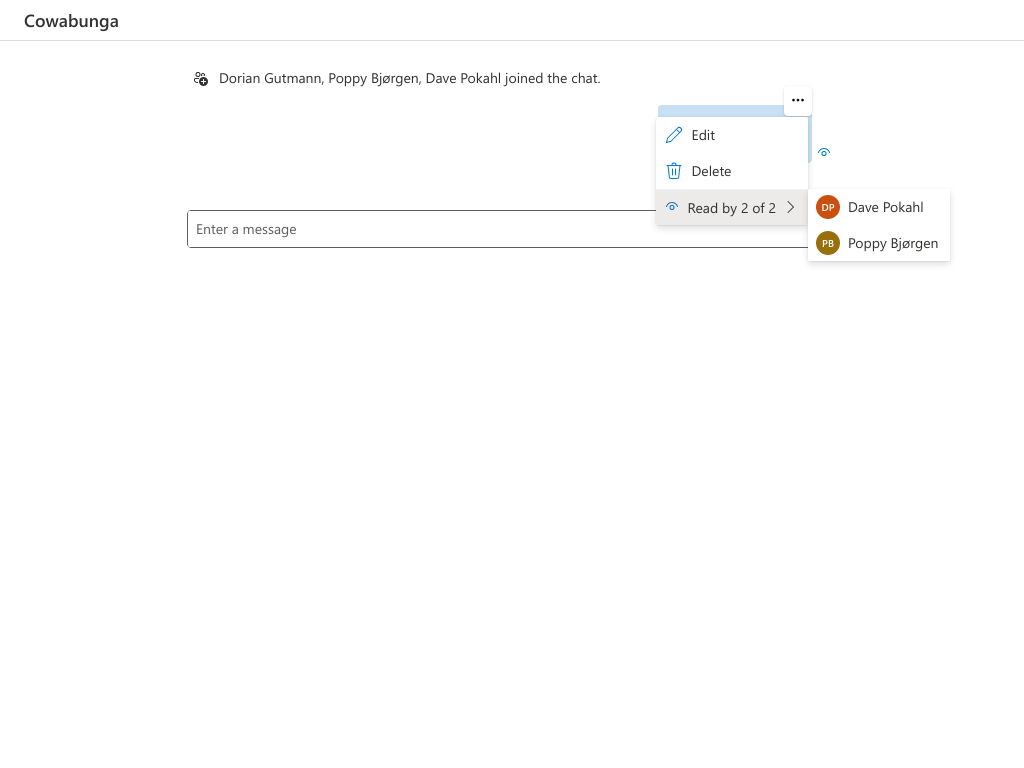 Cowabunga
Dorian Gutmann, Poppy Bjørgen, Dave Pokahl joined the chat.
Edit
Delete
Read by 2 of 2
DP Dave Pokahl
PB Poppy Bjørgen
Enter a message